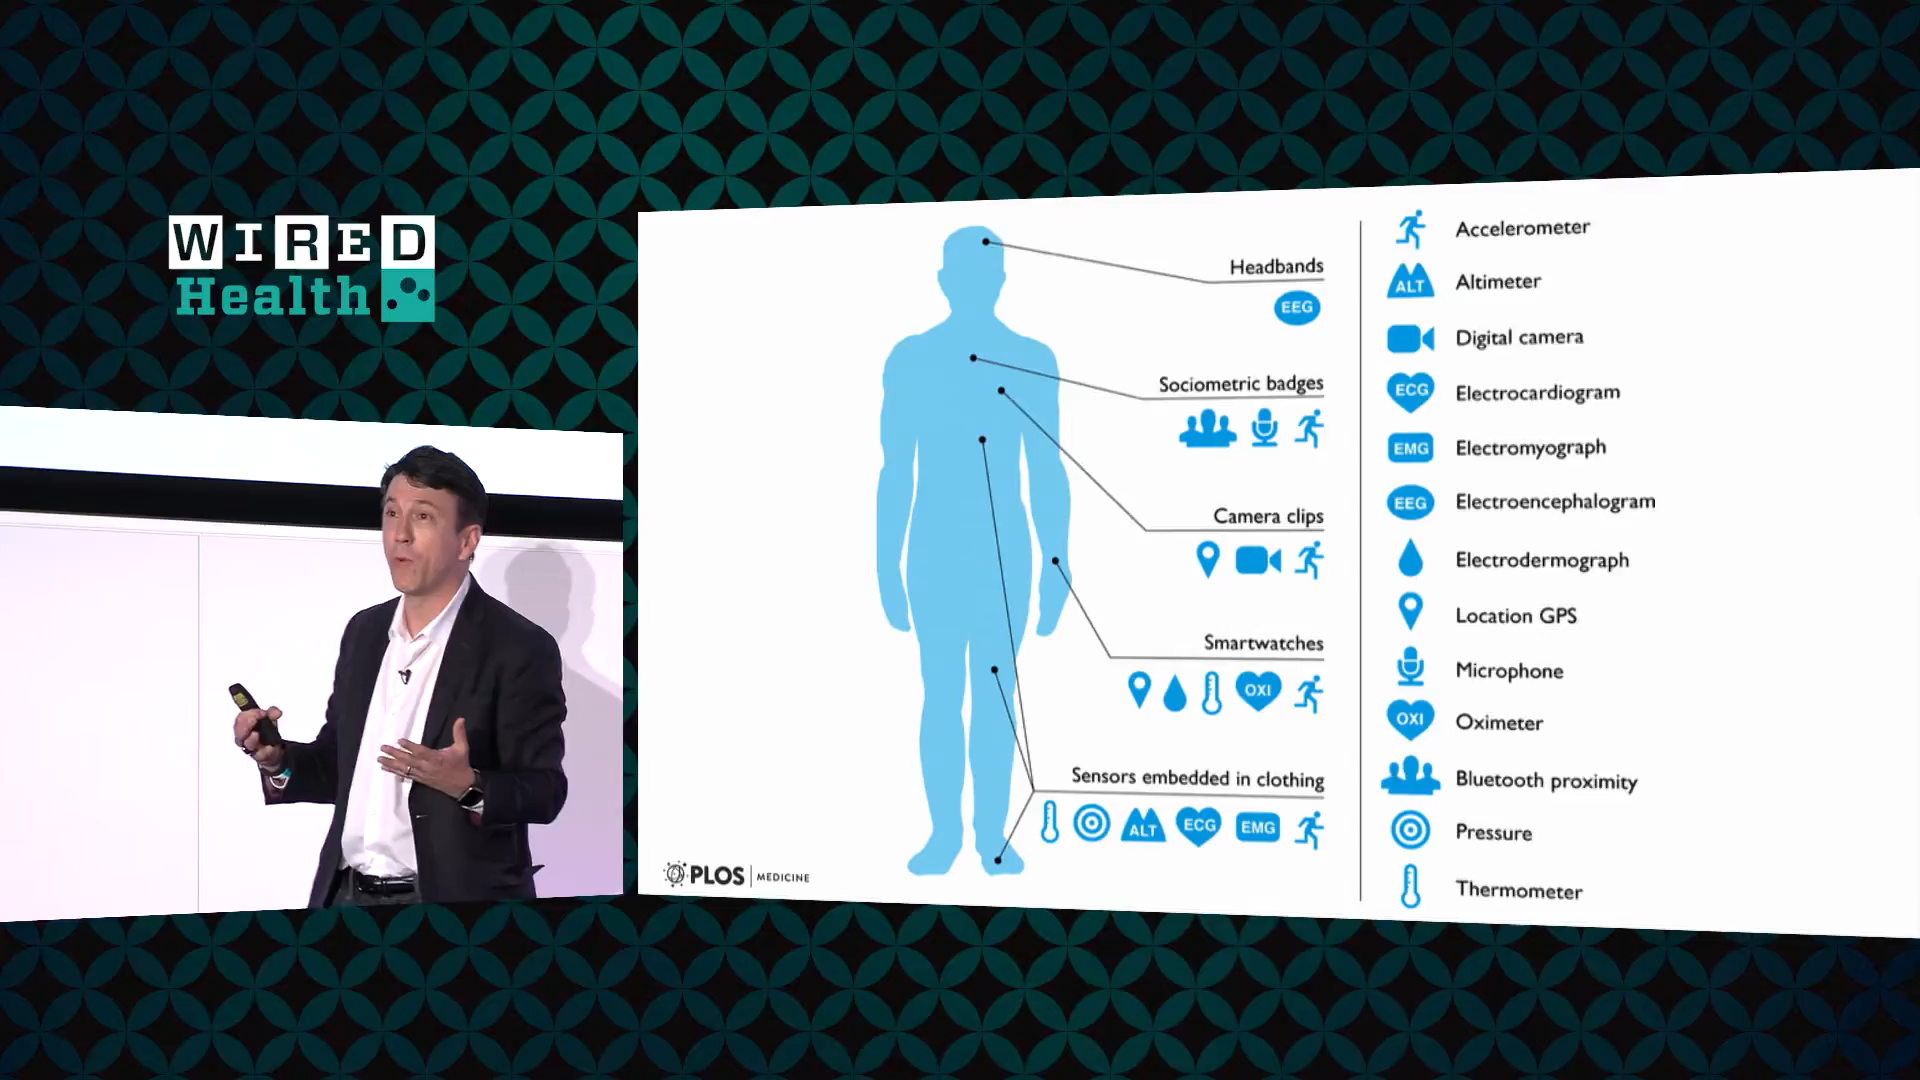 WIRED
Health
Headbands
EEG
Sociometric badges
Camera clips
Smartwatches
OXI
Sensors embedded in clothing
ALT ECG EMG
PLOS MEDICINE
Accelerometer
ALT Altimeter
Digital camera
ECG Electrocardiogram
EMG Electromyograph
EEG Electroencephalogram
Electrodermograph
Location GPS
Microphone
OXI Oximeter
Bluetooth proximity
Pressure
Thermometer